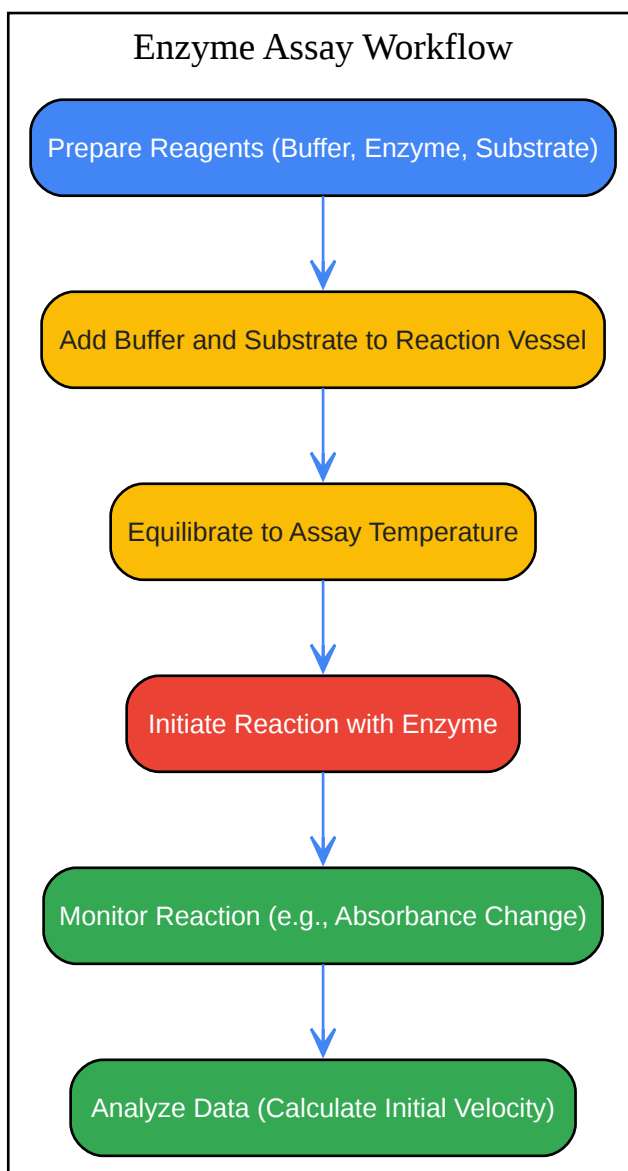 Enzyme Assay Workflow
Prepare Reagents (Buffer, Enzyme, Substrate)
Add Buffer and Substrate to Reaction Vessel
Equilibrate to Assay Temperature
Initiate Reaction with Enzyme
Monitor Reaction (e.g., Absorbance Change)
Analyze Data (Calculate Initial Velocity)